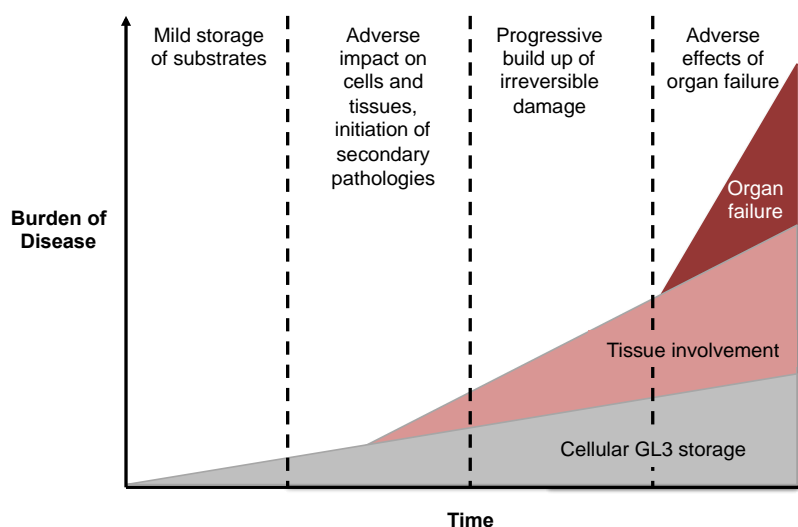 Mild storage
of substrates
Adverse
impact on
cells and
tissues,
initiation of
secondary
pathologies
Progressive
build up of
irreversible
damage
Adverse
effects of
organ failure
Burden of
Disease
Organ
failure
Tissue involvement
Cellular GL3 storage
Time